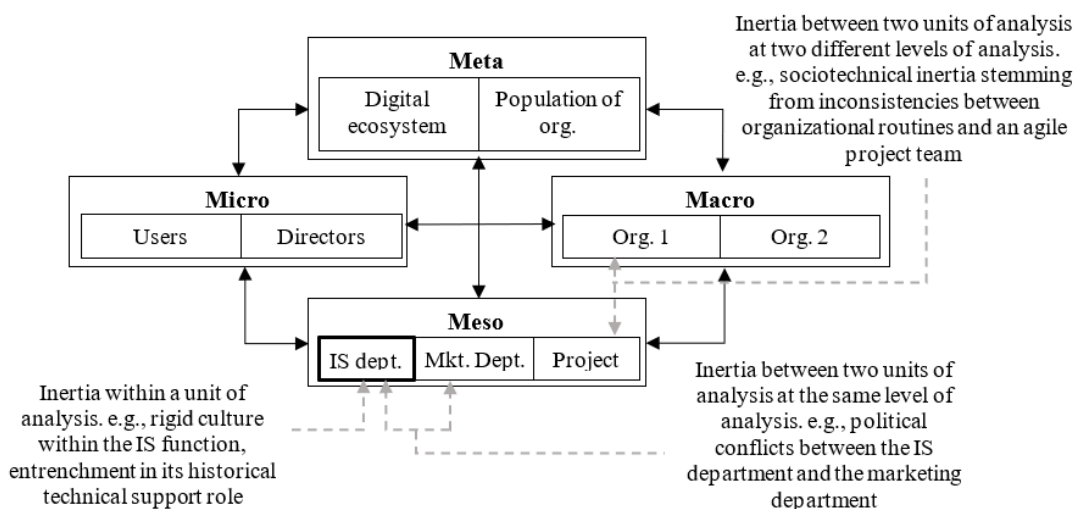 Inertia between two units of analysis
at two different levels of analysis.
e.g., sociotechnical inertia stemming
from inconsistencies between
organizational routines and an agile
project team
Meta
Digital
ecosystem
Population of
org.
Micro
Users
Directors
Macro
Org. 1
Org. 2
Meso
IS dept.
Mkt. Dept.
Project
Inertia within a unit of
analysis. e.g., rigid culture
within the IS function,
entrenchment in its historical
technical support role
Inertia between two units of
analysis at the same level of
analysis. e.g., political
conflicts between the IS
department and the marketing
department